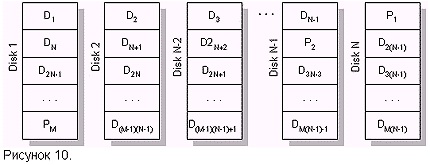 Disk 1
D1
DN
D2N-1
. . .
PM
Disk 2
D2
DN+1
D2N
. . .
D(M-1)(N-1)
Disk N-2
D3
D2N+2
D2N+1
. . .
D(M-1)(N-1)+1
. . .
Disk N-1
DN-1
P2
D3N-3
. . .
DM(N-1)-1
Disk N
P1
D2(N-1)
D3(N-1)
. . .
DM(N-1)
Рисунок 10.